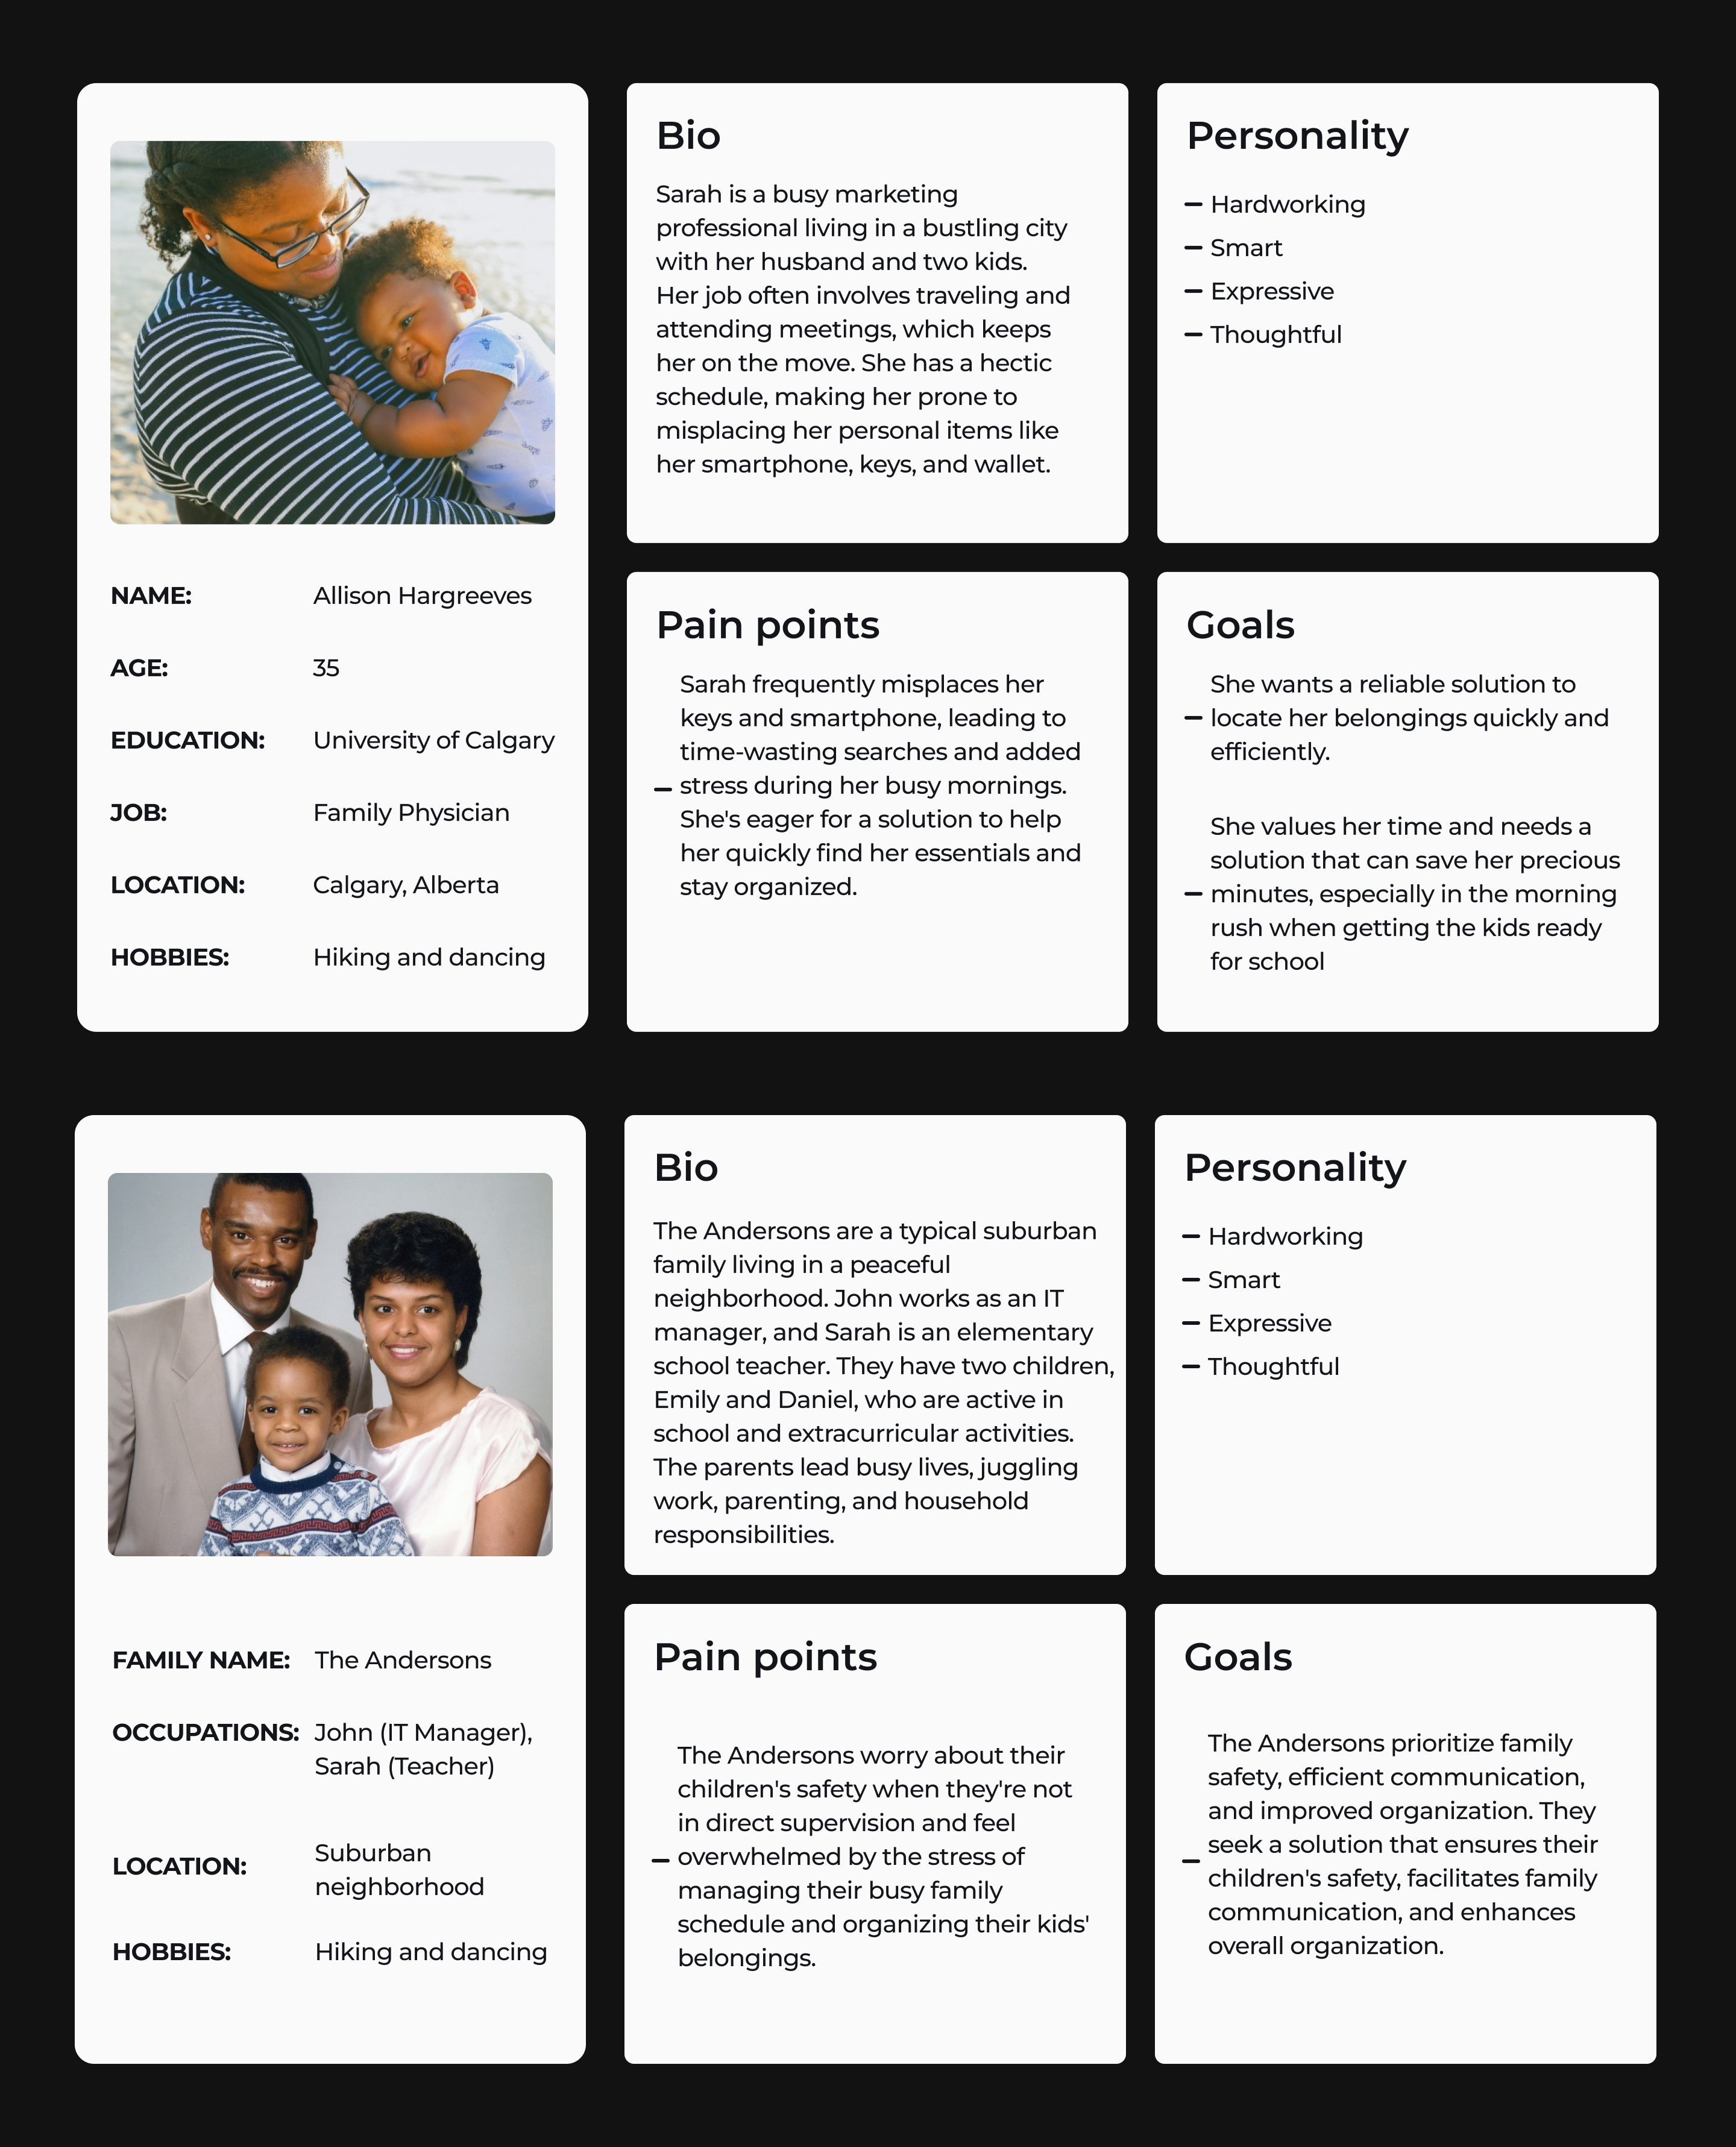 NAME: Allison Hargreeves
AGE: 35
EDUCATION: University of Calgary
JOB: Family Physician
LOCATION: Calgary, Alberta
HOBBIES: Hiking and dancing
Bio
Sarah is a busy marketing
professional living in a bustling city
with her husband and two kids.
Her job often involves traveling and
attending meetings, which keeps
her on the move. She has a hectic
schedule, making her prone to
misplacing her personal items like
her smartphone, keys, and wallet.
Personality
– Hardworking
– Smart
– Expressive
– Thoughtful
Pain points
Sarah frequently misplaces her
keys and smartphone, leading to
time-wasting searches and added
– stress during her busy mornings.
She's eager for a solution to help
her quickly find her essentials and
stay organized.
Goals
She wants a reliable solution to
– locate her belongings quickly and
efficiently.
She values her time and needs a
solution that can save her precious
– minutes, especially in the morning
rush when getting the kids ready
for school
FAMILY NAME: The Andersons
OCCUPATIONS: John (IT Manager),
Sarah (Teacher)
LOCATION: Suburban
neighborhood
HOBBIES: Hiking and dancing
Bio
The Andersons are a typical suburban
family living in a peaceful
neighborhood. John works as an IT
manager, and Sarah is an elementary
school teacher. They have two children,
Emily and Daniel, who are active in
school and extracurricular activities.
The parents lead busy lives, juggling
work, parenting, and household
responsibilities.
Personality
– Hardworking
– Smart
– Expressive
– Thoughtful
Pain points
The Andersons worry about their
children's safety when they're not
in direct supervision and feel
– overwhelmed by the stress of
managing their busy family
schedule and organizing their kids'
belongings.
Goals
The Andersons prioritize family
safety, efficient communication,
and improved organization. They
– seek a solution that ensures their
children's safety, facilitates family
communication, and enhances
overall organization.